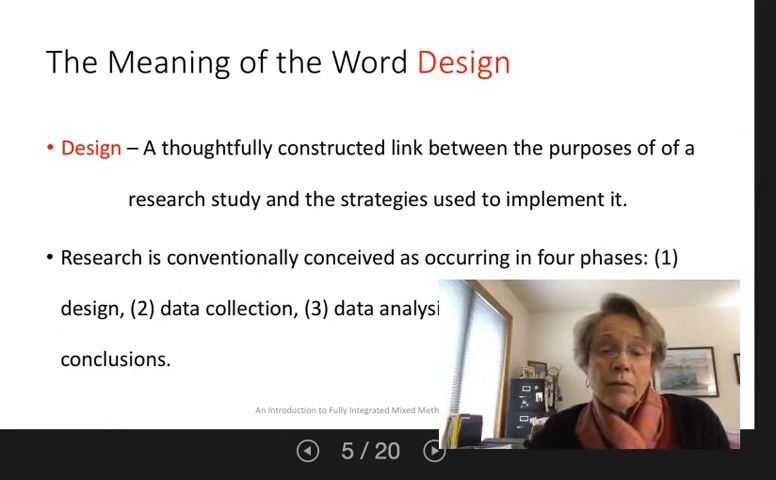 The Meaning of the Word Design
• Design – A thoughtfully constructed link between the purposes of of a
research study and the strategies used to implement it.
• Research is conventionally conceived as occurring in four phases: (1)
design, (2) data collection, (3) data analysi
conclusions.
An Introduction to Fully Integrated Mixed Meth
5 / 20